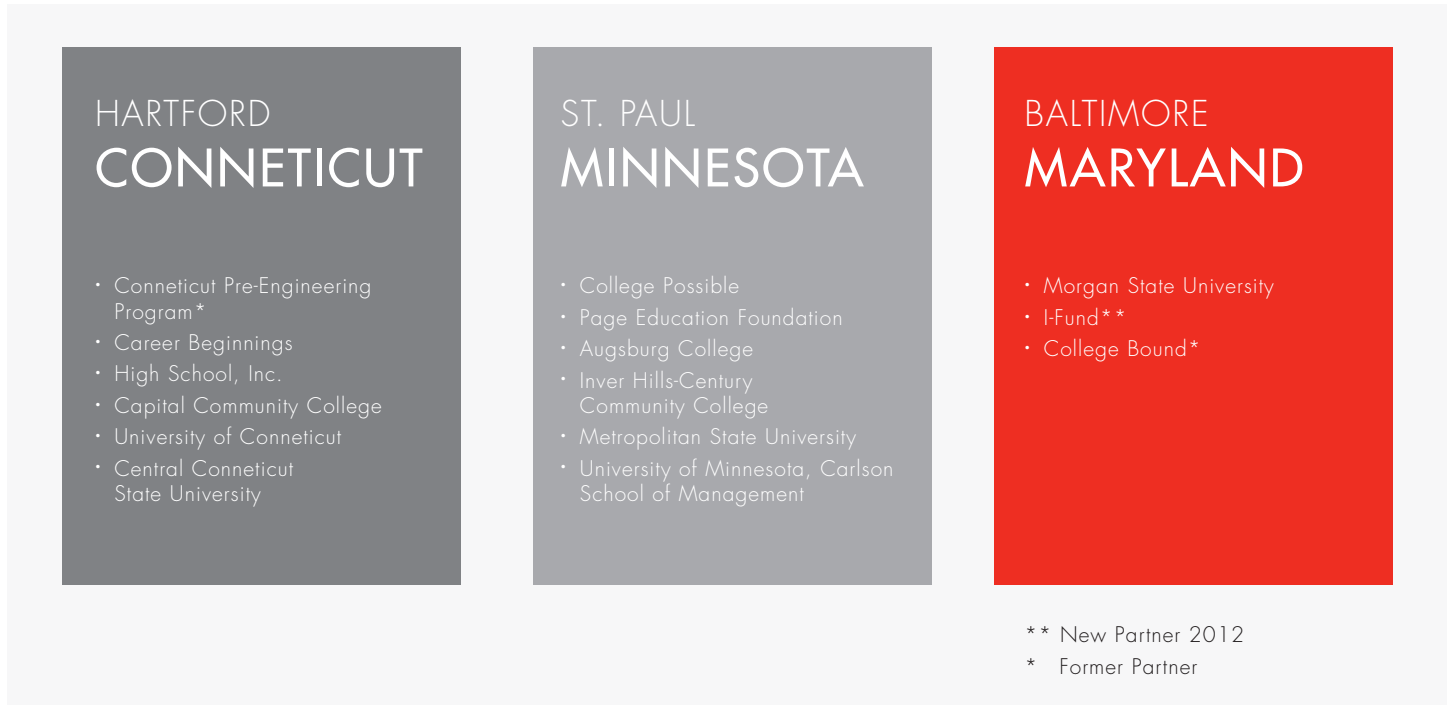 HARTFORD
CONNETICUT
· Conneticut Pre-Engineering
Program*
· Career Beginnings
· High School, Inc.
· Capital Community College
· University of Conneticut
· Central Conneticut
State University
ST. PAUL
MINNESOTA
· College Possible
· Page Education Foundation
· Augsburg College
· Inver Hills-Century
Community College
· Metropolitan State University
· University of Minnesota, Carlson
School of Management
BALTIMORE
MARYLAND
· Morgan State University
· I-Fund**
· College Bound*
** New Partner 2012
* Former Partner